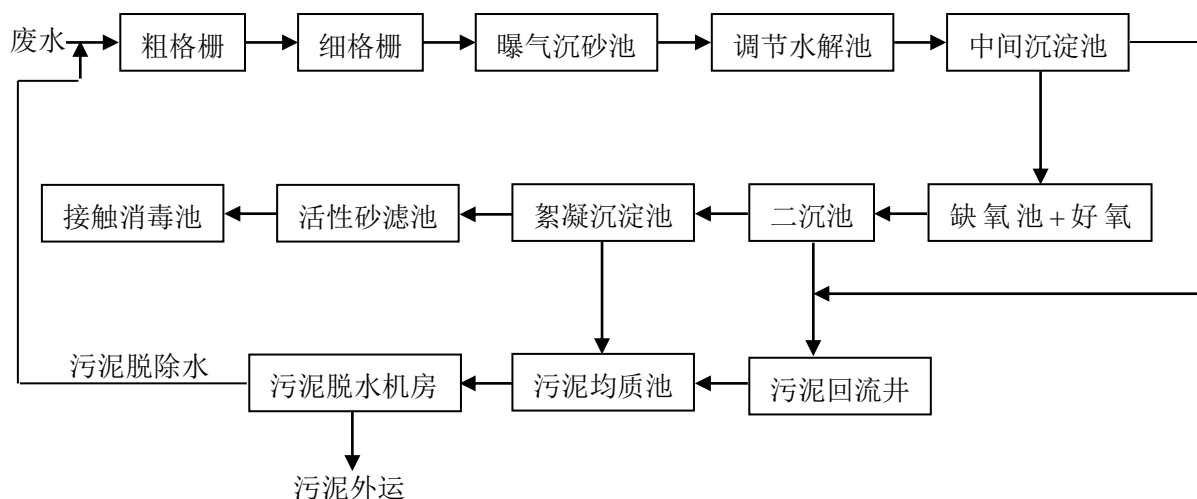 废水
粗格栅
细格栅
曝气沉砂池
调节水解池
中间沉淀池
接触消毒池
活性砂滤池
絮凝沉淀池
二沉池
缺氧池+好氧
污泥脱除水
污泥脱水机房
污泥均质池
污泥回流井
污泥外运